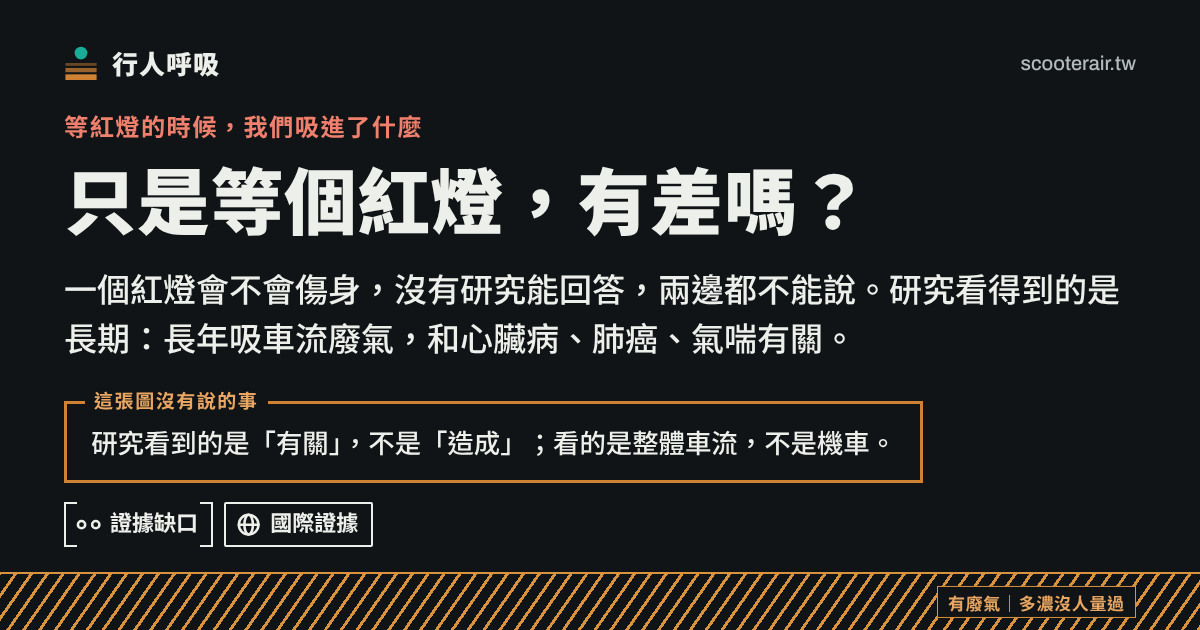 行人呼吸
scooterair.tw
等紅燈的時候，我們吸進了什麼
只是等個紅燈，有差嗎？
一個紅燈會不會傷身，沒有研究能回答，兩邊都不能說。研究看得到的是
長期：長年吸車流廢氣，和心臟病、肺癌、氣喘有關。
這張圖沒有說的事
研究看到的是「有關」，不是「造成」；看的是整體車流，不是機車。
證據缺口
國際證據
有廢氣｜多濃沒人量過